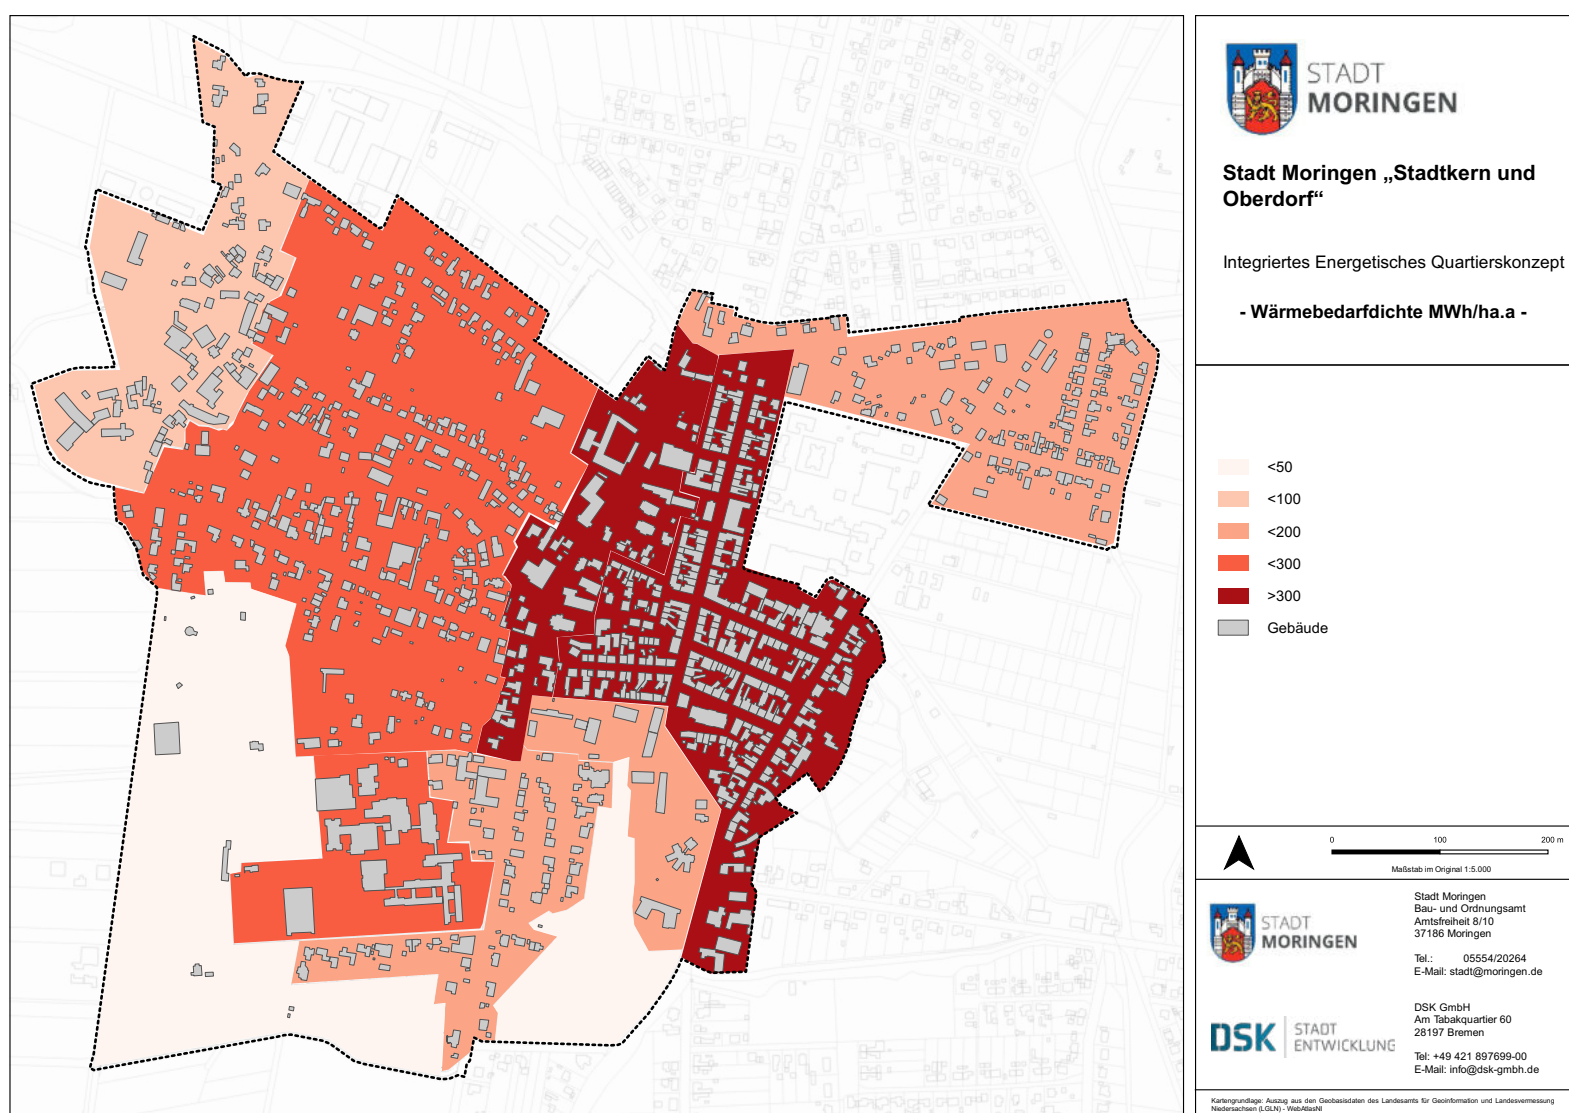 STADT
MORINGEN
Stadt Moringen „Stadtkern und
Oberdorf“
Integriertes Energetisches Quartierskonzept
- Wärmebedarfdichte MWh/ha.a -
<50
<100
<200
<300
>300
Gebäude
0 100 200 m
Maßstab im Original 1:5.000
STADT
MORINGEN
Stadt Moringen
Bau- und Ordnungsamt
Amtsfreiheit 8/10
37186 Moringen
Tel.: 05554/20264
E-Mail: stadt@moringen.de
DSK STADT
ENTWICKLUNG
DSK GmbH
Am Tabakquartier 60
28197 Bremen
Tel: +49 421 897699-00
E-Mail: info@dsk-gmbh.de
Kartengrundlage: Auszug aus den Geobasisdaten des Landesamts für Geoinformation und Landesvermessung
Niedersachsen (LGLN) - WebAtlasNI